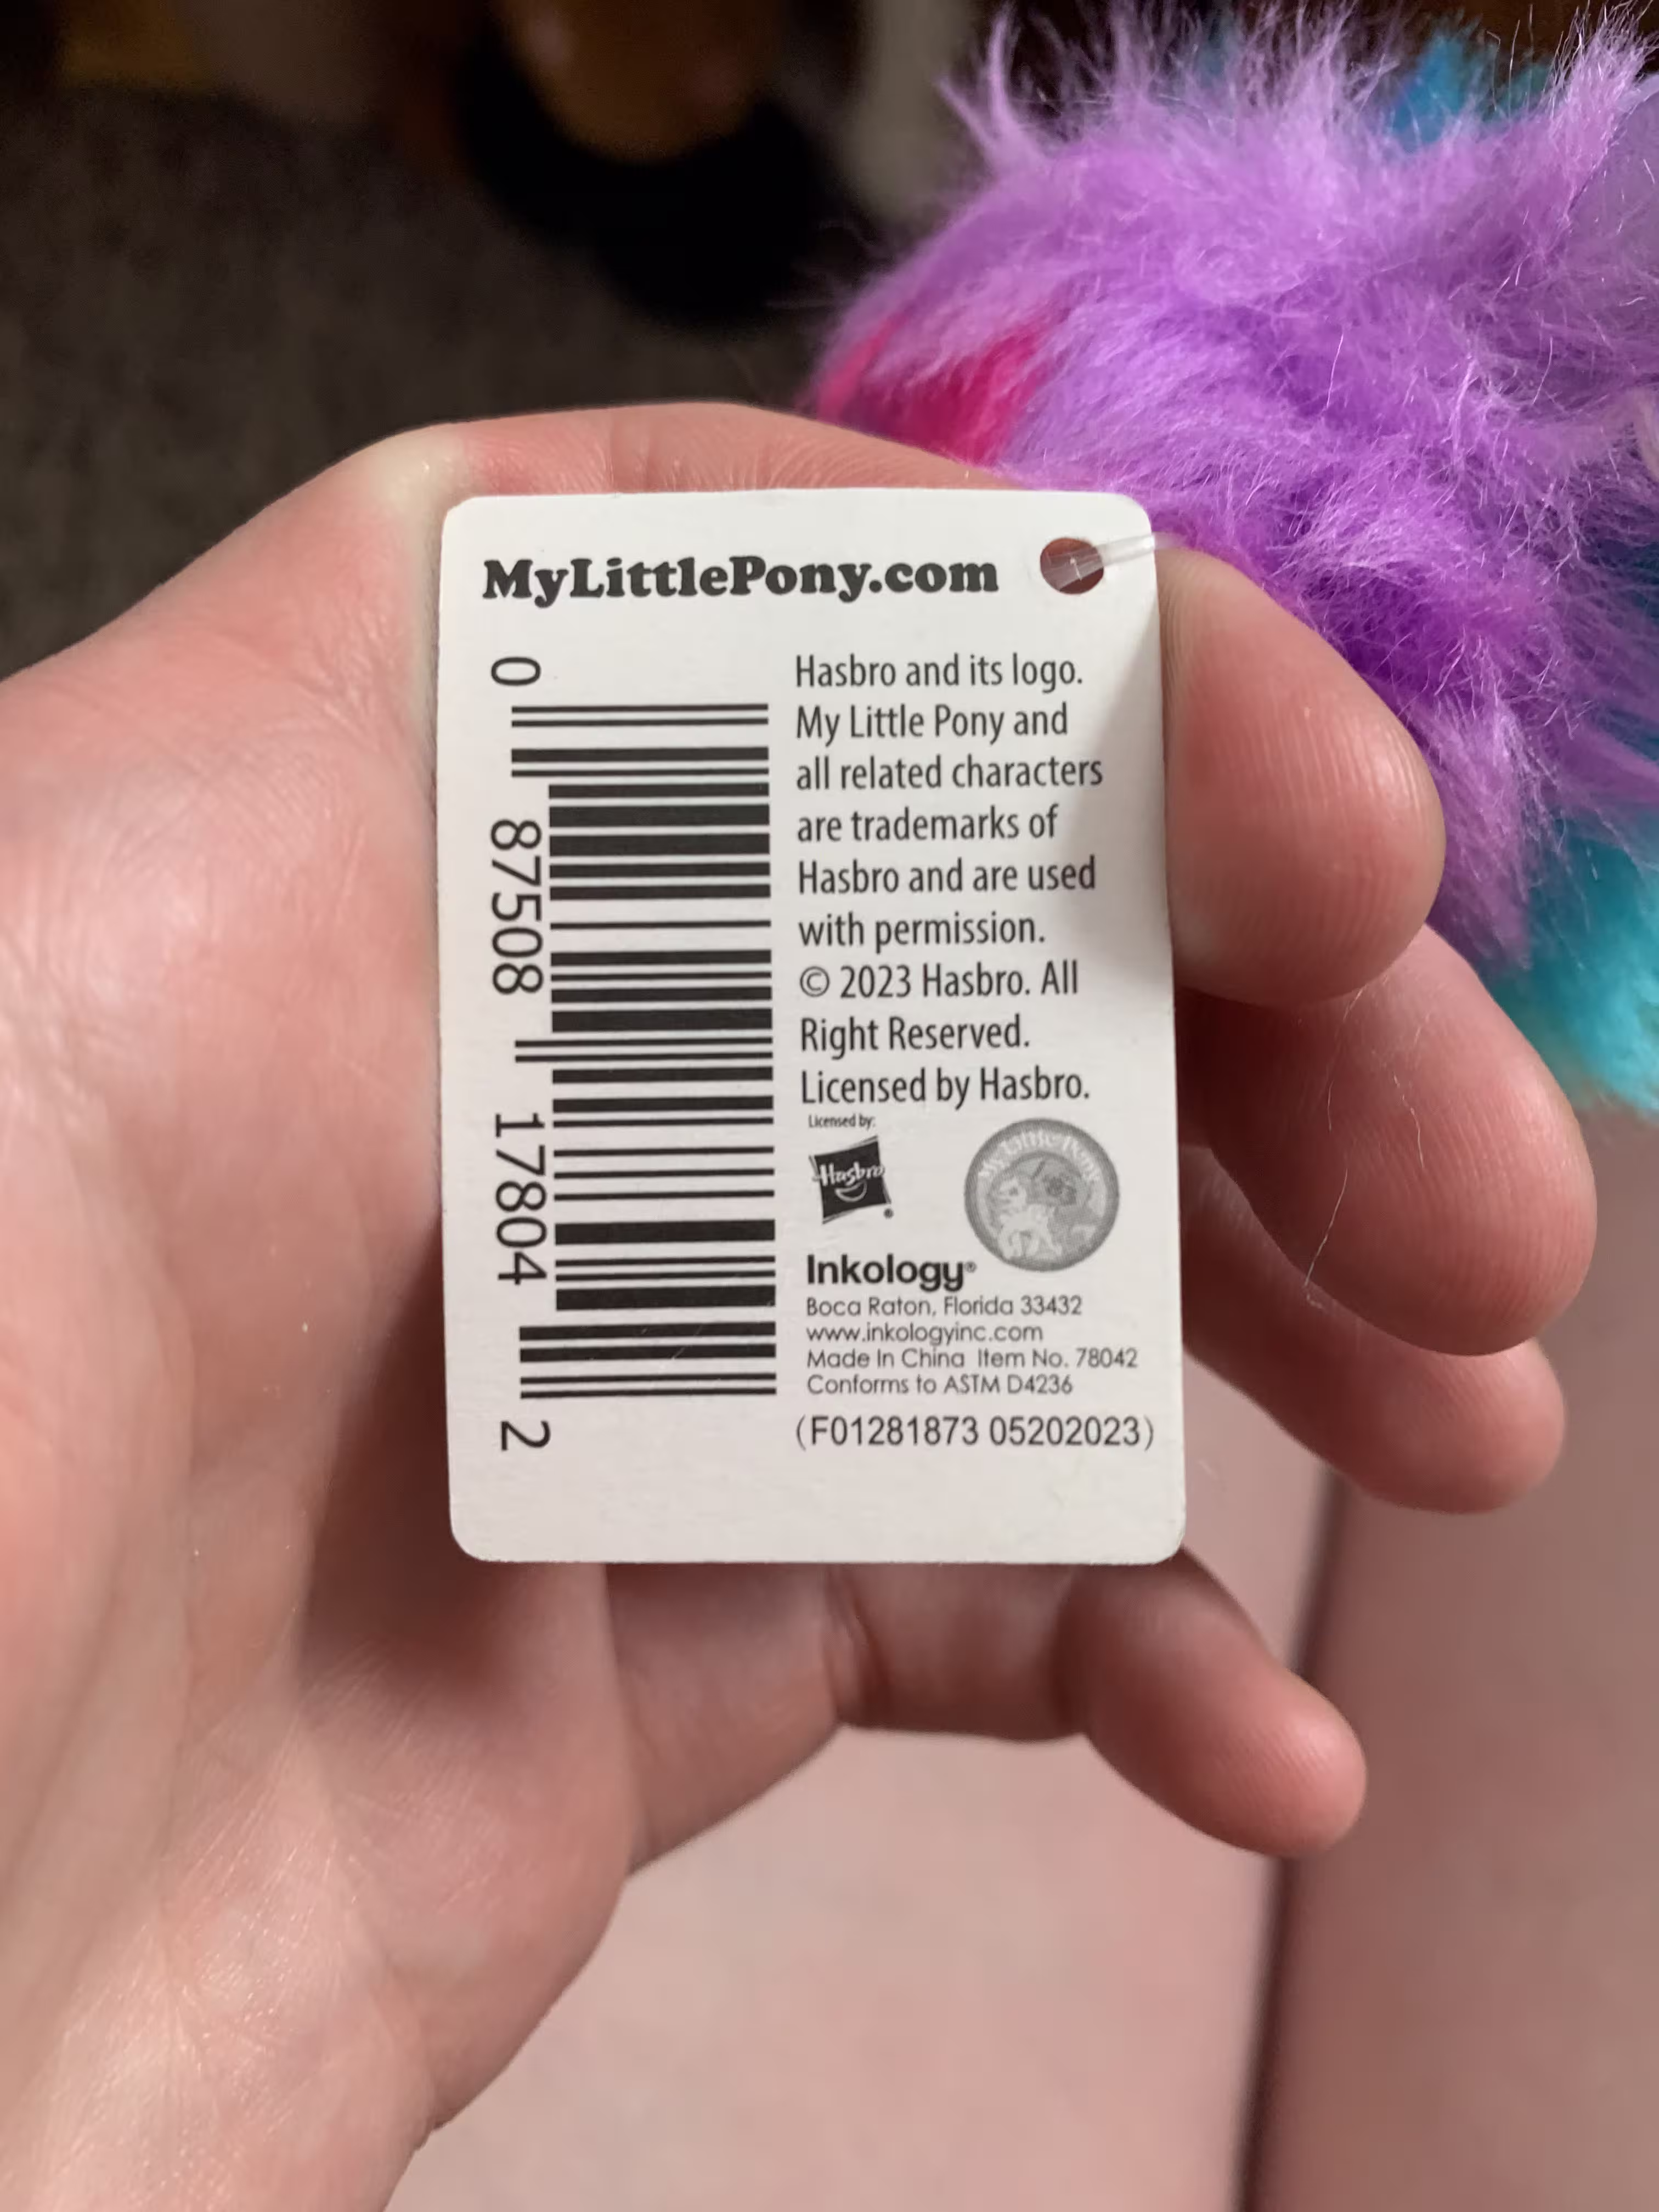 MyLittlePony.com
0 87508 17804 2
Hasbro and its logo.
My Little Pony and
all related characters
are trademarks of
Hasbro and are used
with permission.
© 2023 Hasbro. All
Right Reserved.
Licensed by Hasbro.
Licensed by:
Hasbro
®
My Little Pony
Inkology®
Boca Raton, Florida 33432
www.inkologyinc.com
Made In China Item No. 78042
Conforms to ASTM D4236
(F01281873 05202023)